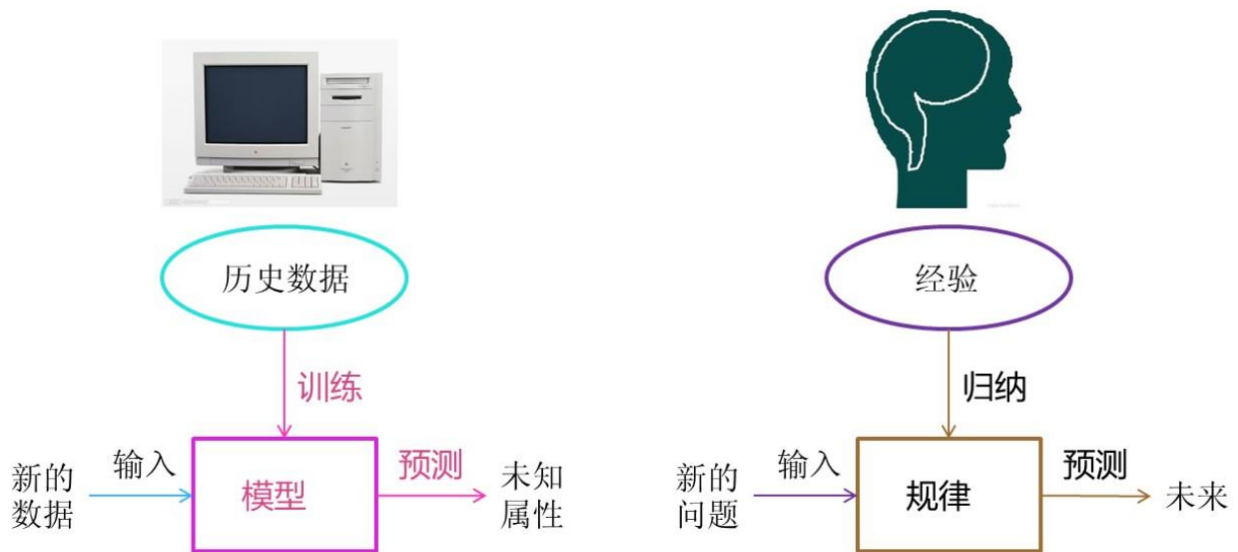 历史数据
训练
新的
数据
输入
模型
预测
未知
属性
经验
归纳
新的
问题
输入
规律
预测
未来